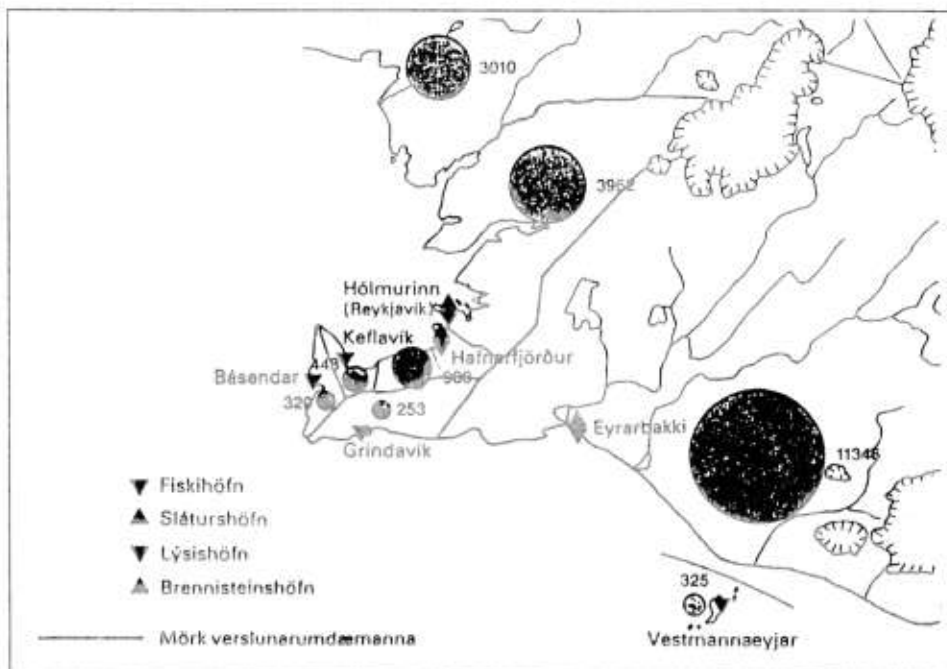 3010
3952
Hólmurinn
(Reykjavík)
Keflavík
Hafnarfjörður
449
900
Básendar
320
253
Grindavík
Eyrarbakki
11346
Fiskihöfn
Sláturshöfn
Lýsishöfn
Brennisteinshöfn
325
Mörk verslunarumdæmanna
Vestmannaeyjar